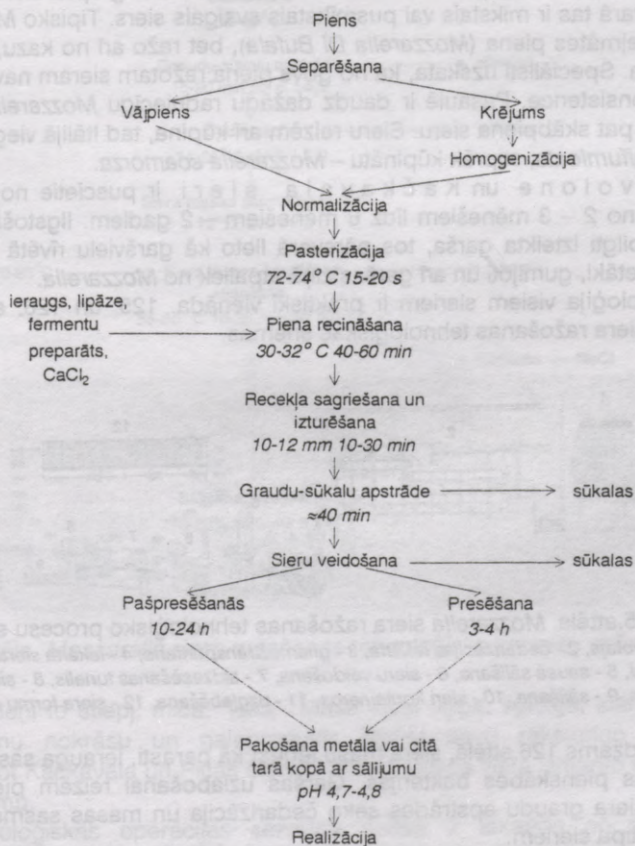 Piens
Separēšana
Vājpiens
Krējums
Homogenizācija
Normalizācija
Pasterizācija
72-74° C 15-20 s
ieraugs, lipāze,
fermentu
preparāts,
CaCl₂
Piena recināšana
30-32° C 40-60 min
Recekļa sagriešana un
izturēšana
10-12 mm 10-30 min
Graudu-sūkalu apstrāde
sūkalas
≈40 min
Sieru veidošana
sūkalas
Pašpresēšanās
10-24 h
Presēšana
3-4 h
Pakošana metāla vai citā
tarā kopā ar sālījumu
pH 4,7-4,8
Realizācija